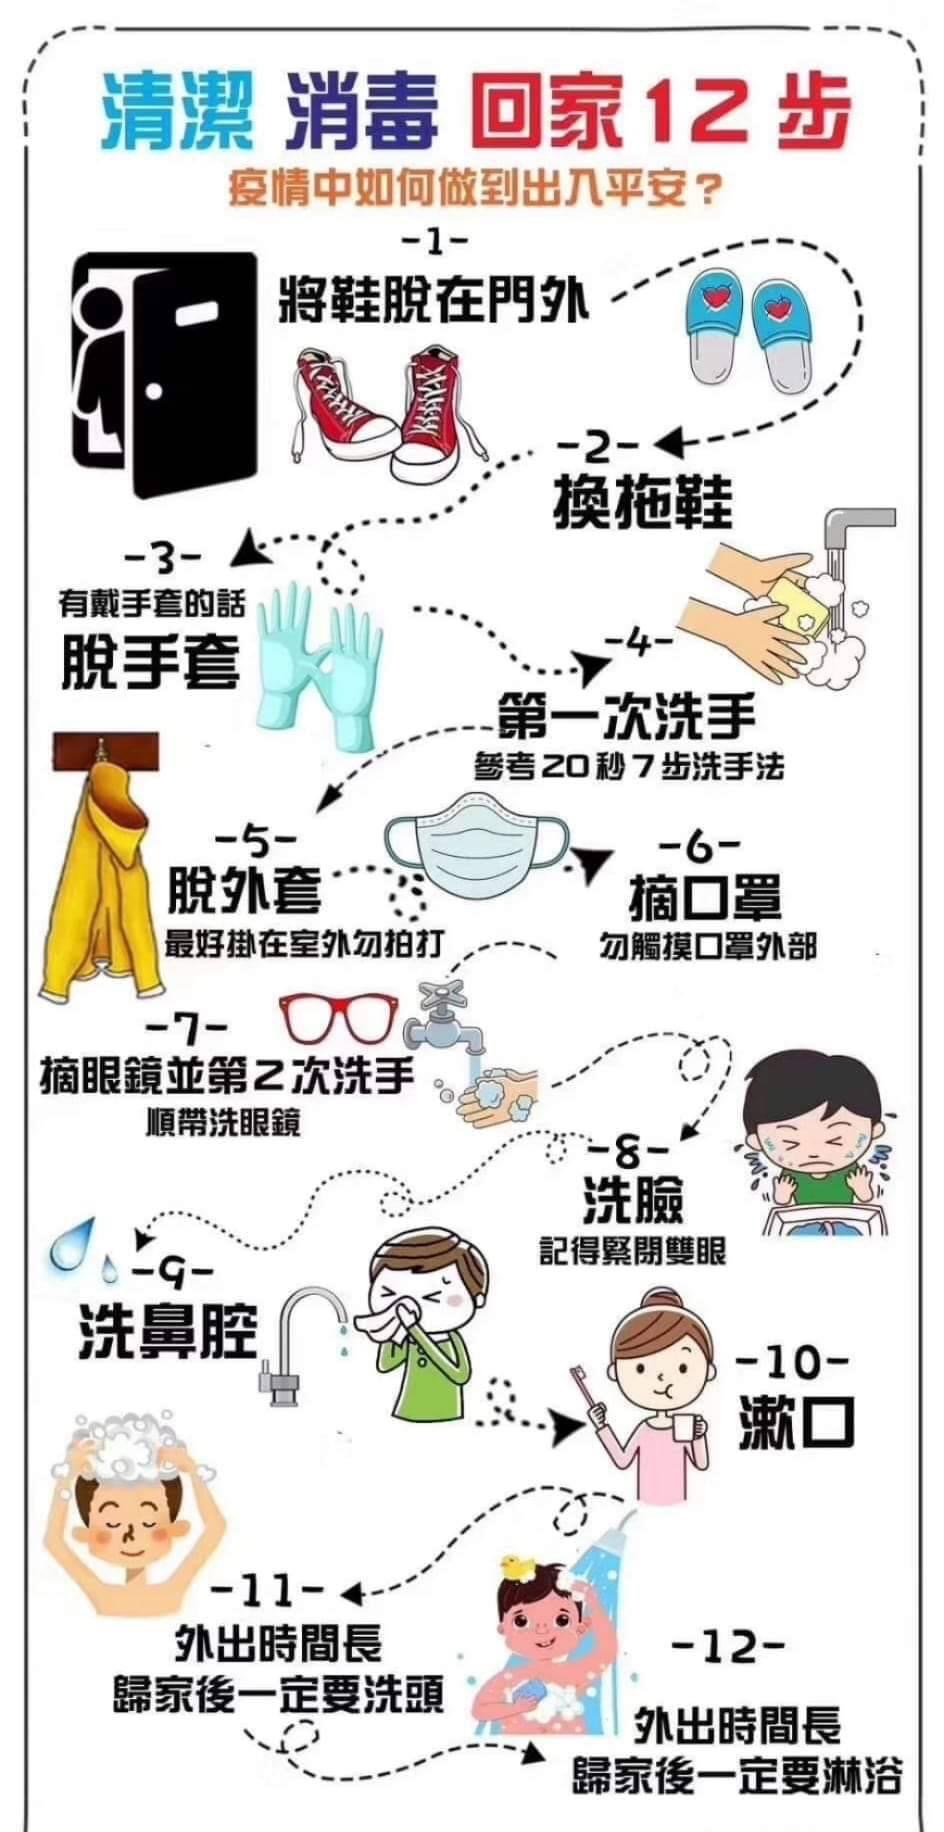 清潔 消毒 回家12步
疫情中如何做到出入平安？
-1-
將鞋脫在門外
-2-
換拖鞋
-3-
有戴手套的話
脫手套
-4-
第一次洗手
參考20秒7步洗手法
-5-
脫外套
最好掛在室外勿拍打
-6-
摘口罩
勿觸摸口罩外部
-7-
摘眼鏡並第2次洗手
順帶洗眼鏡
-8-
洗臉
記得緊閉雙眼
-9-
洗鼻腔
-10-
漱口
-11-
外出時間長
歸家後一定要洗頭
-12-
外出時間長
歸家後一定要淋浴